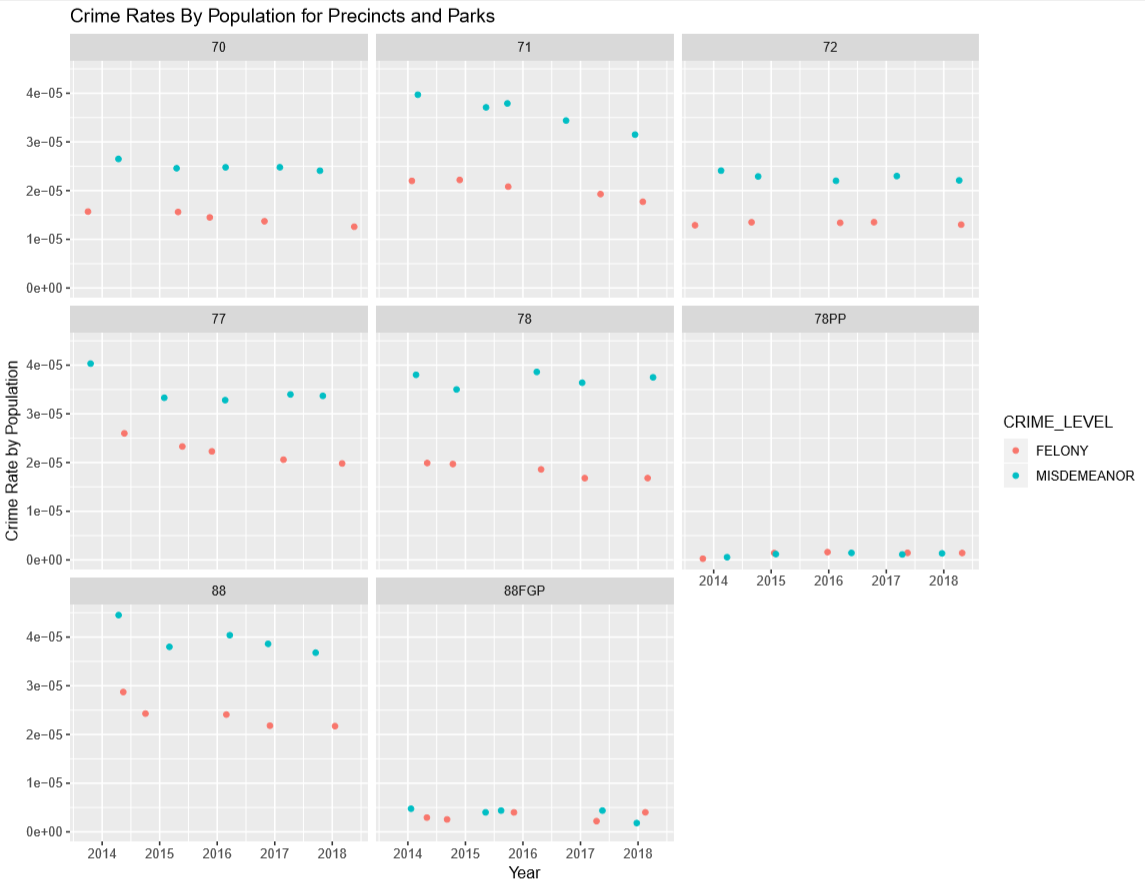 Crime Rates By Population for Precincts and Parks
70 71 72
4e−05
3e−05
2e−05
1e−05
0e+00
77 78 78PP
4e−05
3e−05
2e−05
1e−05
0e+00
2014 2015 2016 2017 2018
88 88FGP
4e−05
3e−05
2e−05
1e−05
0e+00
2014 2015 2016 2017 2018 2014 2015 2016 2017 2018
Year
Crime Rate by Population
CRIME_LEVEL
FELONY
MISDEMEANOR